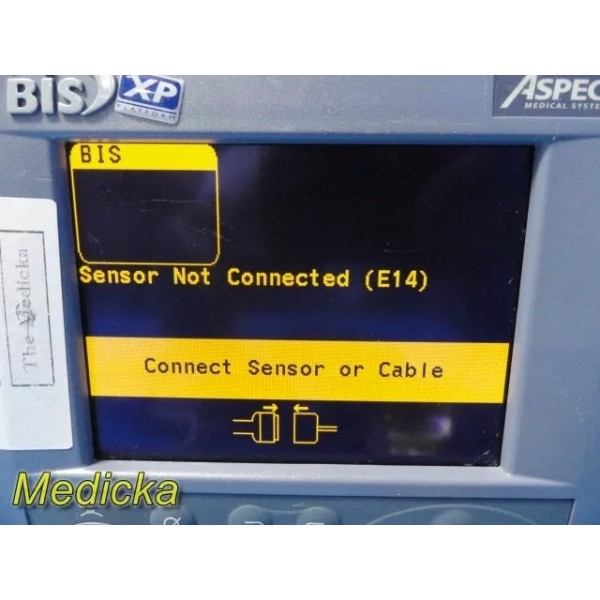 BIS
XP
PLATFORM
ASPEC
MEDICAL SYSTE
BIS
Sensor Not Connected (E14)
Connect Sensor or Cable
The Medicka
Medicka